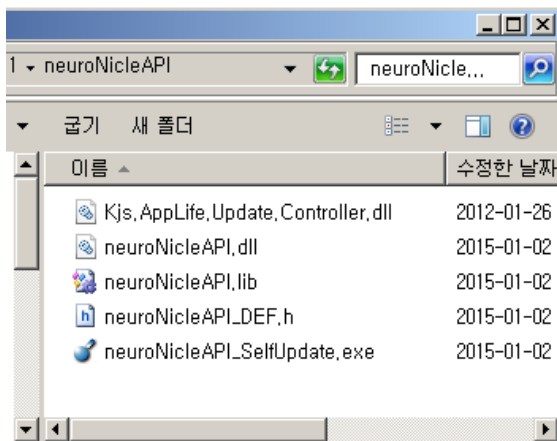 1 neuroNicleAPI neuroNicle...
굽기 새 폴더
이름 수정한 날짜
Kjs.AppLife.Update.Controller.dll 2012-01-26
neuroNicleAPI.dll 2015-01-02
neuroNicleAPI.lib 2015-01-02
neuroNicleAPI_DEF.h 2015-01-02
neuroNicleAPI_SelfUpdate.exe 2015-01-02